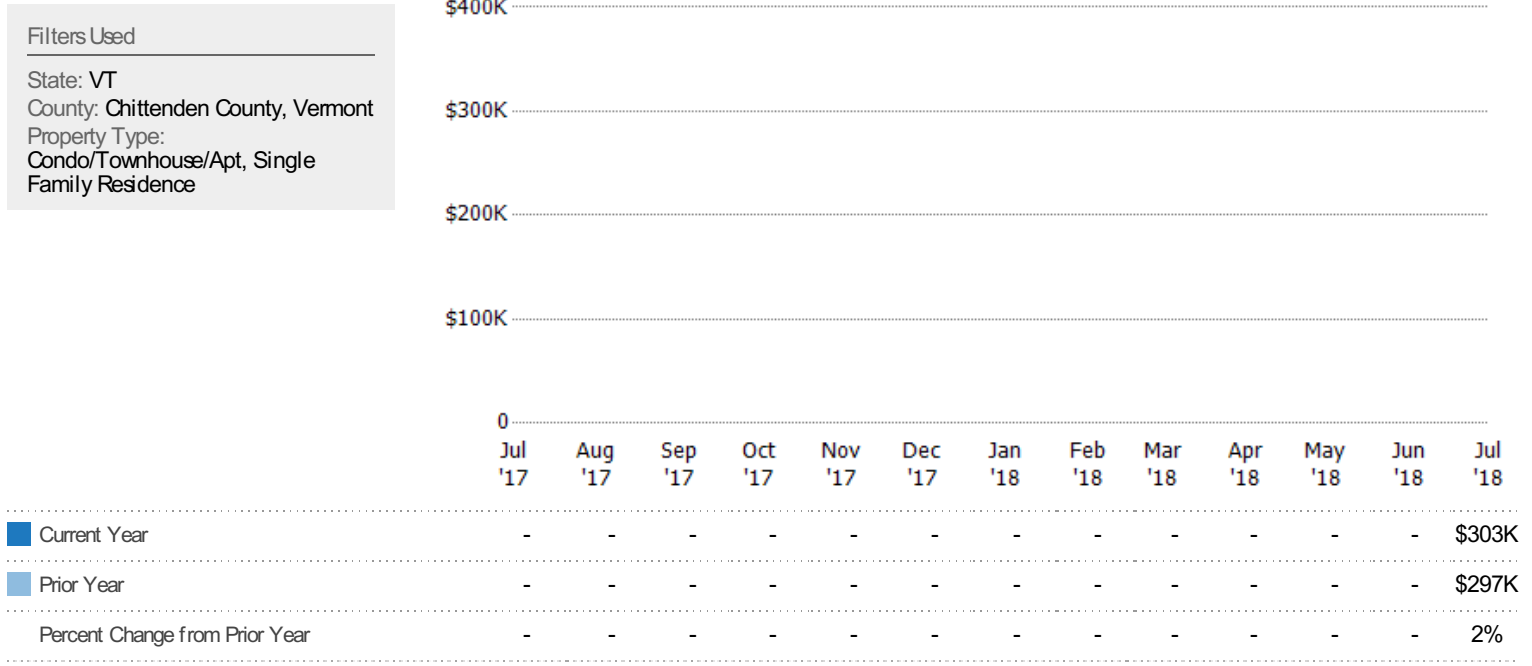 Filters Used
State: VT
County: Chittenden County, Vermont
Property Type:
Condo/Townhouse/Apt, Single
Family Residence
$400K
$300K
$200K
$100K
0
Jul Aug Sep Oct Nov Dec Jan Feb Mar Apr May Jun Jul
'17 '17 '17 '17 '17 '17 '18 '18 '18 '18 '18 '18 '18
Current Year - - - - - - - - - - - - $303K
Prior Year - - - - - - - - - - - - $297K
Percent Change from Prior Year - - - - - - - - - - - - 2%